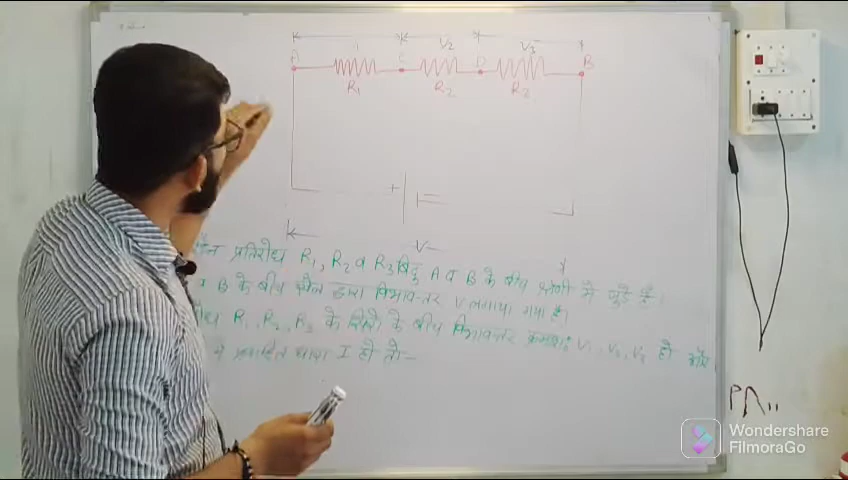 V₂ V₃
A C D B
R₁ R₂ R₃
+
V
प्रतिरोध R₁, R₂ व R₃ बिंदु A व B के बीच श्रेणी में जुड़े है।
व B के बीच सैल द्वारा विभवान्तर V लगाया गया है।
R₁, R₂, R₃ के सिरो के बीच विभवान्तर क्रमशः V₁, V₂, V₃ हो और
मे प्रवाहित धारा I हो तो-
Wondershare
FilmoraGo